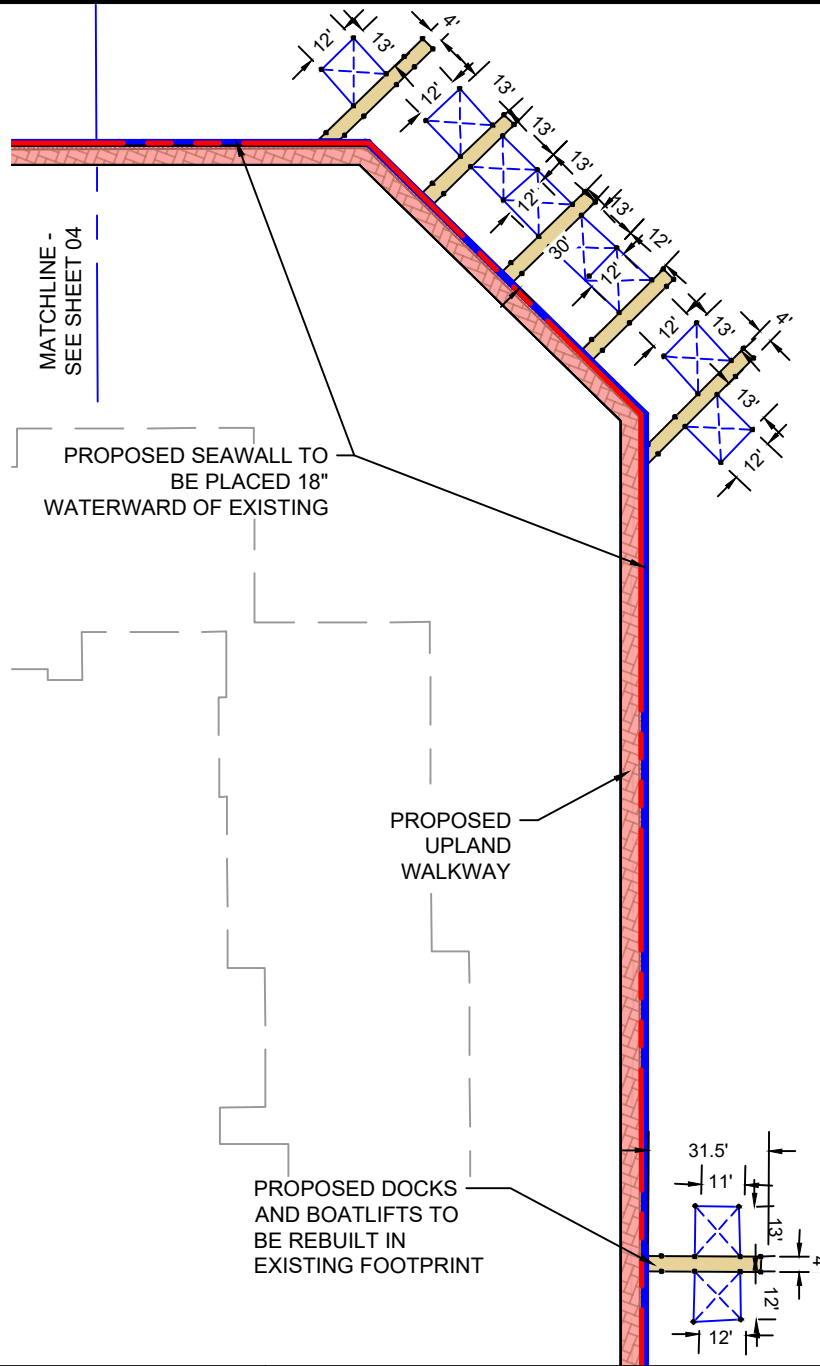 12'
13'
4'
12'
13'
13'
13'
12'
13'
30'
12'
12'
12'
13'
4'
13'
12'
MATCHLINE -
SEE SHEET 04
PROPOSED SEAWALL TO
BE PLACED 18"
WATERWARD OF EXISTING
PROPOSED
UPLAND
WALKWAY
PROPOSED DOCKS
AND BOATLIFTS TO
BE REBUILT IN
EXISTING FOOTPRINT
31.5'
11'
13'
4'
12'
12'